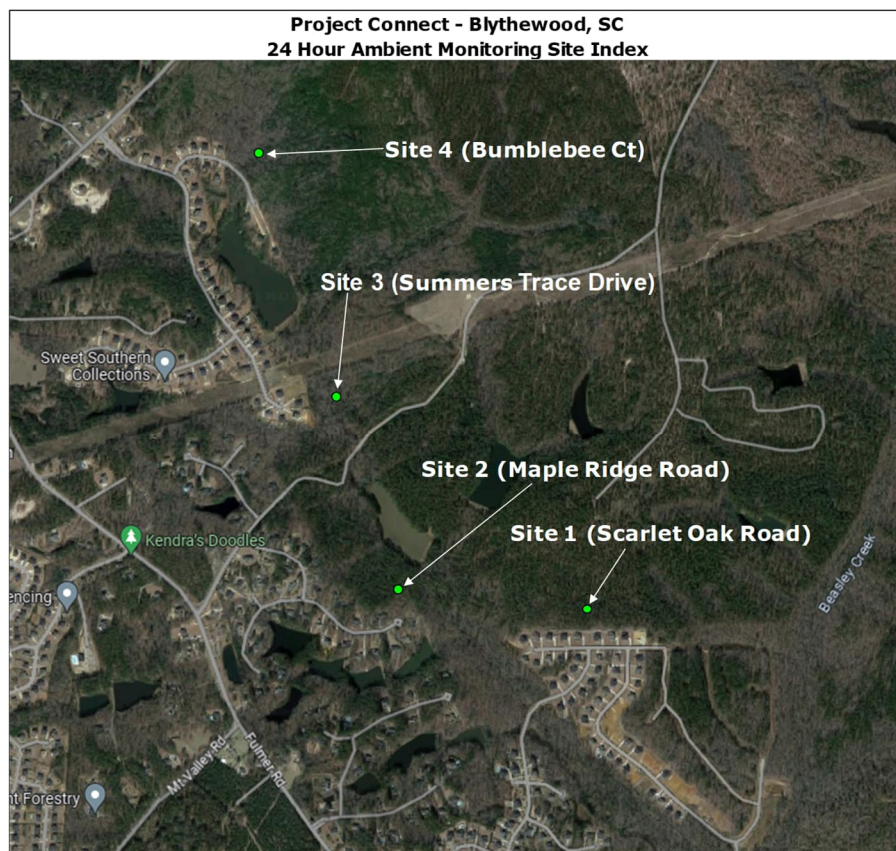 Project Connect - Blythewood, SC
24 Hour Ambient Monitoring Site Index
Site 4 (Bumblebee Ct)
Site 3 (Summers Trace Drive)
Sweet Southern
Collections
Site 2 (Maple Ridge Road)
Site 1 (Scarlet Oak Road)
Kendra's Doodles
Beasley Creek
encing
Mt Valley Rd
Fulmer Rd
nt Forestry